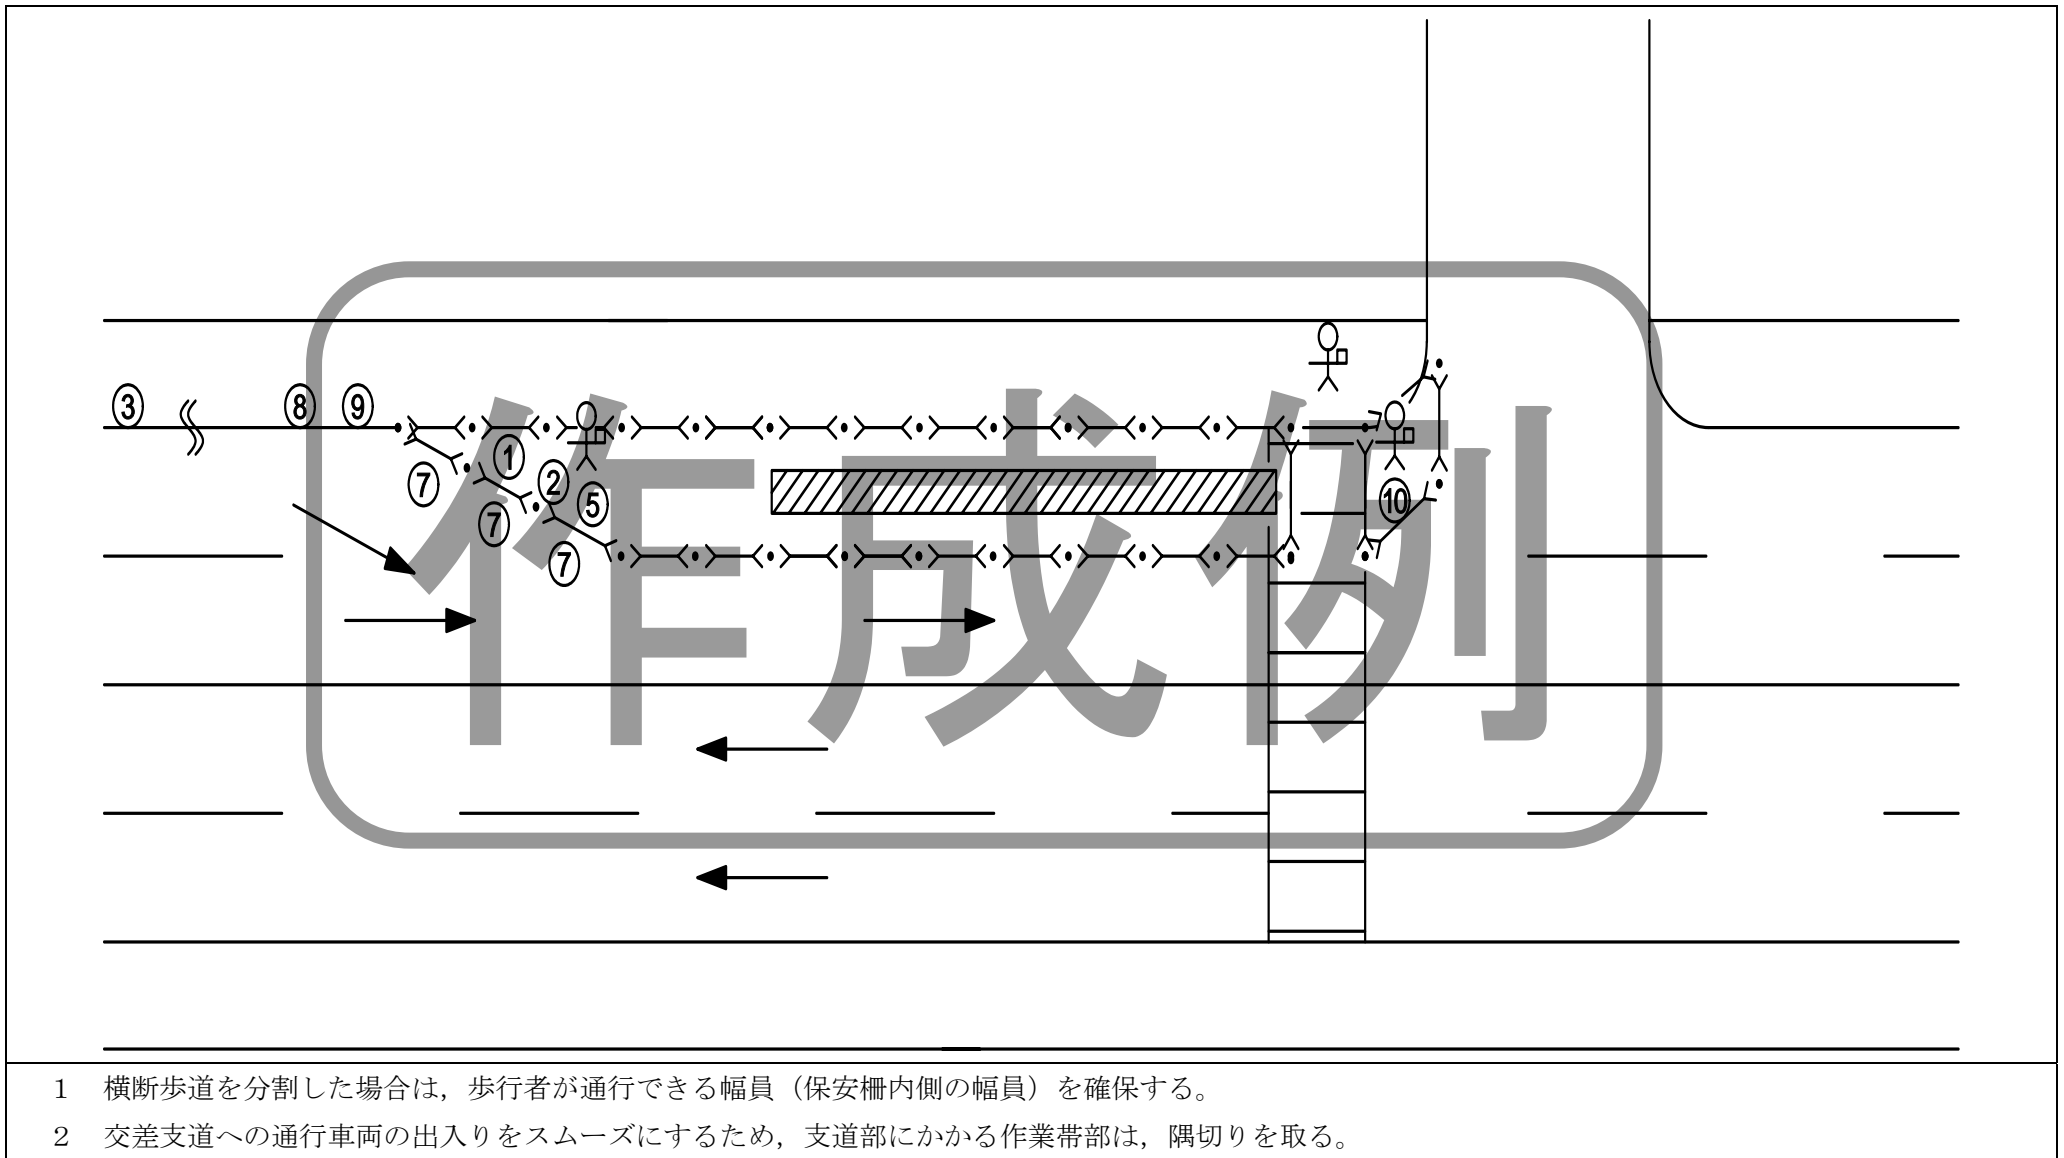 ③ ⑧ ⑨
① ② ⑤
⑦ ⑦ ⑦
⑩
作成例
1 横断歩道を分割した場合は，歩行者が通行できる幅員（保安柵内側の幅員）を確保する。
2 交差支道への通行車両の出入りをスムーズにするため，支道部にかかる作業帯部は，隅切りを取る。